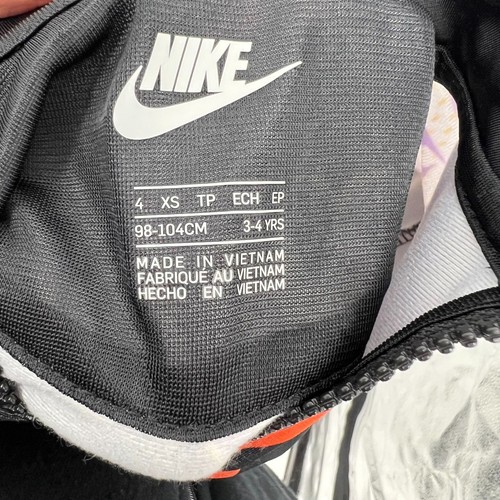 NIKE
4 XS TP ECH EP
98-104CM 3-4 YRS
MADE IN VIETNAM
FABRIQUÉ AU VIETNAM
HECHO EN VIETNAM